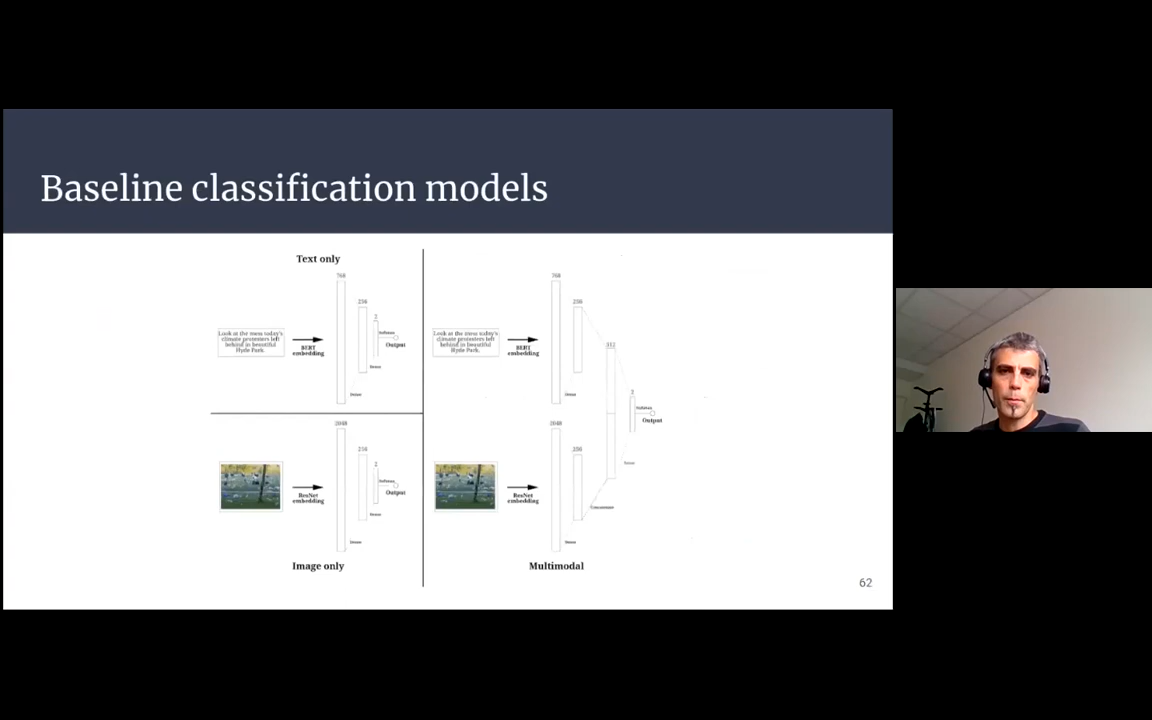 Baseline classification models
Text only
768
256
2
Look at the mess today's
climate protesters left
behind in beautiful
Hyde Park.
BERT
embedding
Softmax
Output
Dense
Dense
768
256
Look at the mess today's
climate protesters left
behind in beautiful
Hyde Park.
BERT
embedding
Dense
512
2
Softmax
Output
Dense
2048
256
2
ResNet
embedding
Softmax
Output
Dense
Dense
Image only
2048
256
ResNet
embedding
Concatenate
Dense
Multimodal
62